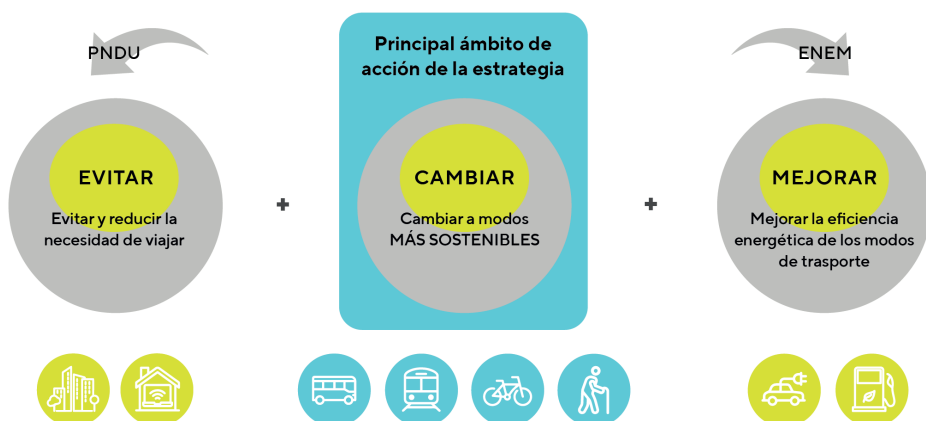 PNDU
Principal ámbito de
acción de la estrategia
ENEM
EVITAR
Evitar y reducir la
necesidad de viajar
+
CAMBIAR
Cambiar a modos
MÁS SOSTENIBLES
+
MEJORAR
Mejorar la eficiencia
energética de los modos
de trasporte